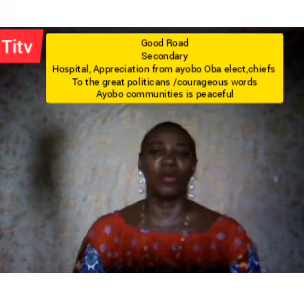 Titv
Good Road
Secondary
Hospital, Appreciation from ayobo Oba elect,chiefs
To the great politicans /courageous words
Ayobo communities is peaceful